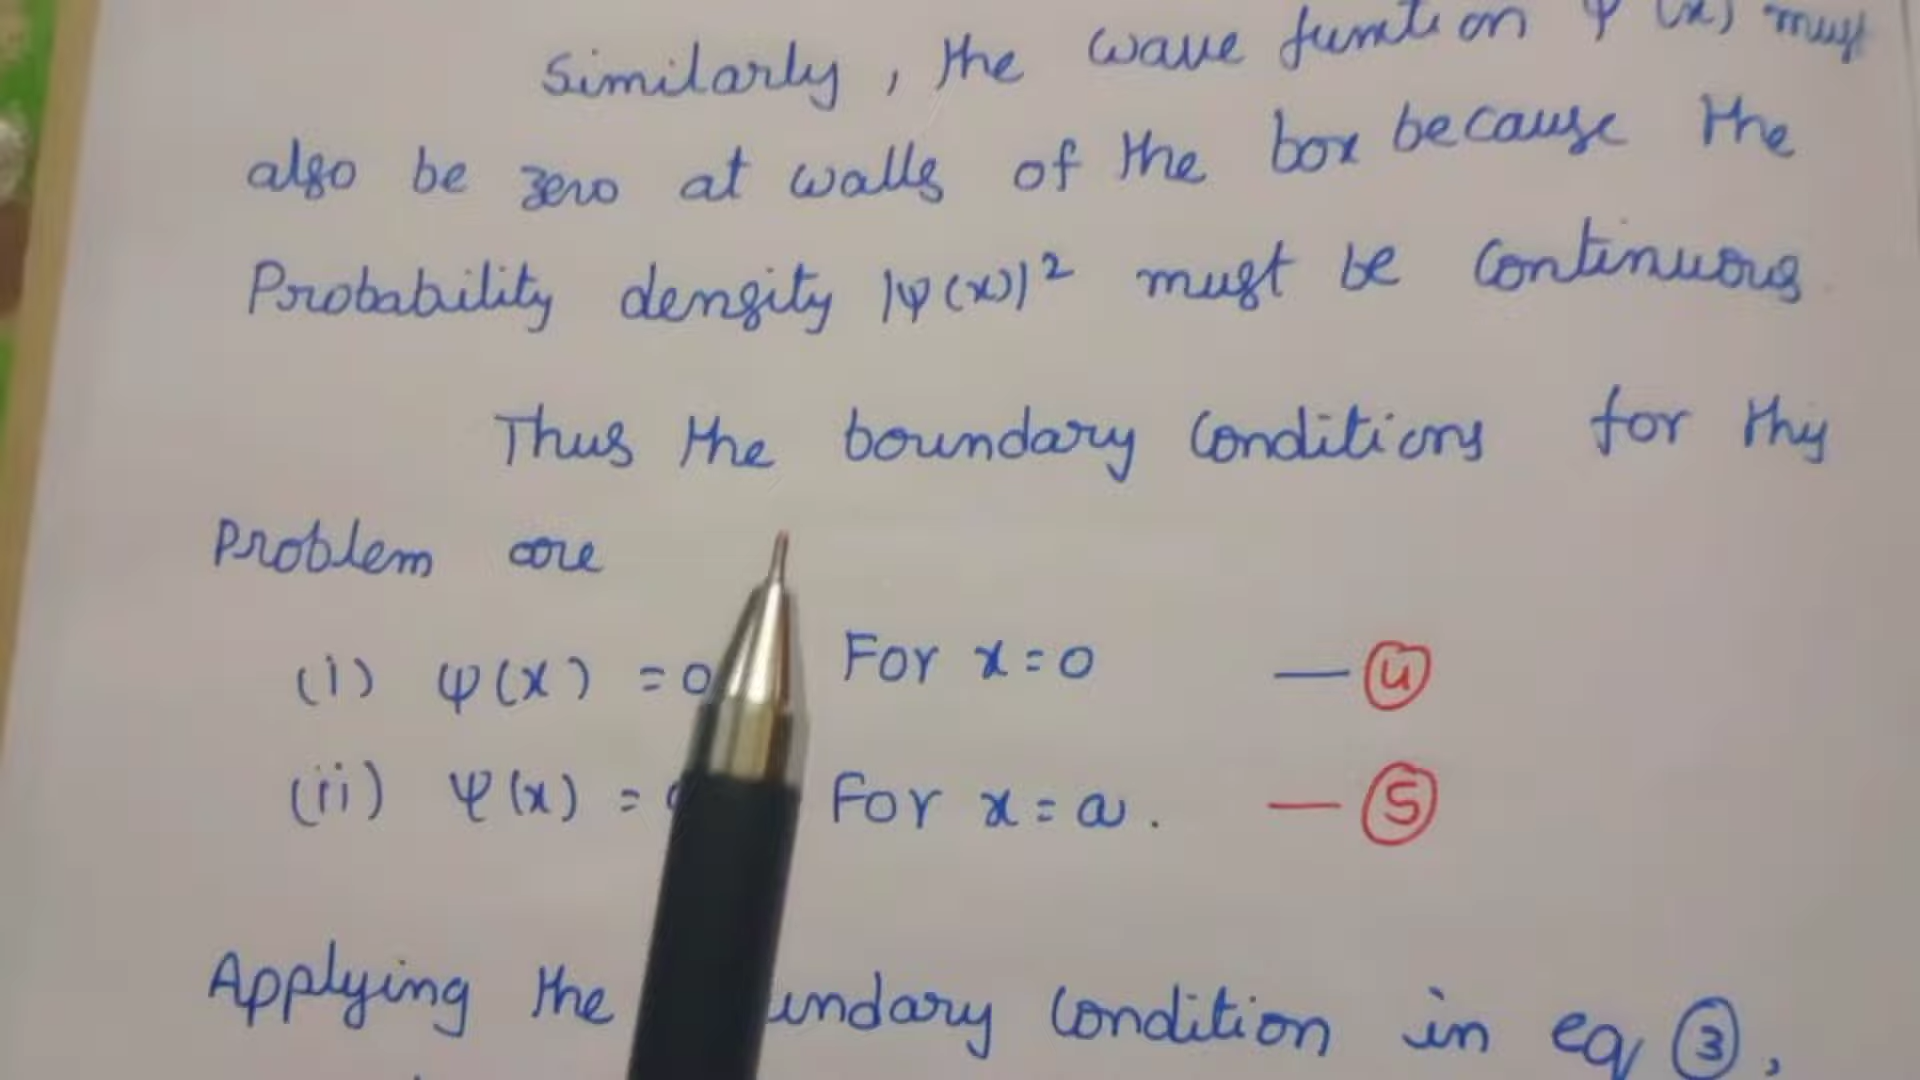 Similarly, the wave function ψ(x) must
also be zero at walls of the box because the
Probability density |ψ(x)|² must be continuous
Thus the boundary conditions for this
Problem are
(i) ψ(x) = 0 For x = 0 — ④
(ii) ψ(x) = For x = a. — ⑤
Applying the condition in eq ③,